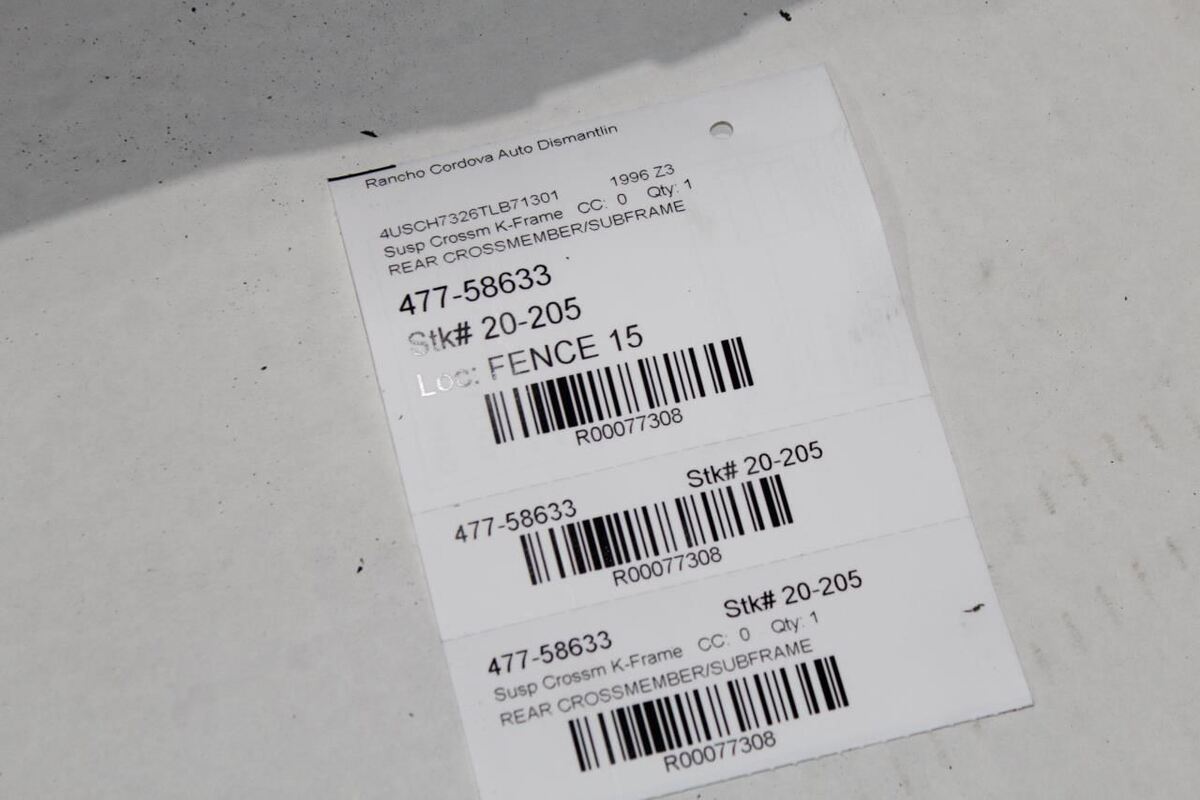 Rancho Cordova Auto Dismantlin
4USCH7326TLB71301 1996 Z3
Susp Crossm K-Frame CC: 0 Qty: 1
REAR CROSSMEMBER/SUBFRAME
477-58633
Stk# 20-205
Loc: FENCE 15
R00077308
477-58633 Stk# 20-205
R00077308
477-58633 Stk# 20-205
Susp Crossm K-Frame CC: 0 Qty: 1
REAR CROSSMEMBER/SUBFRAME
R00077308